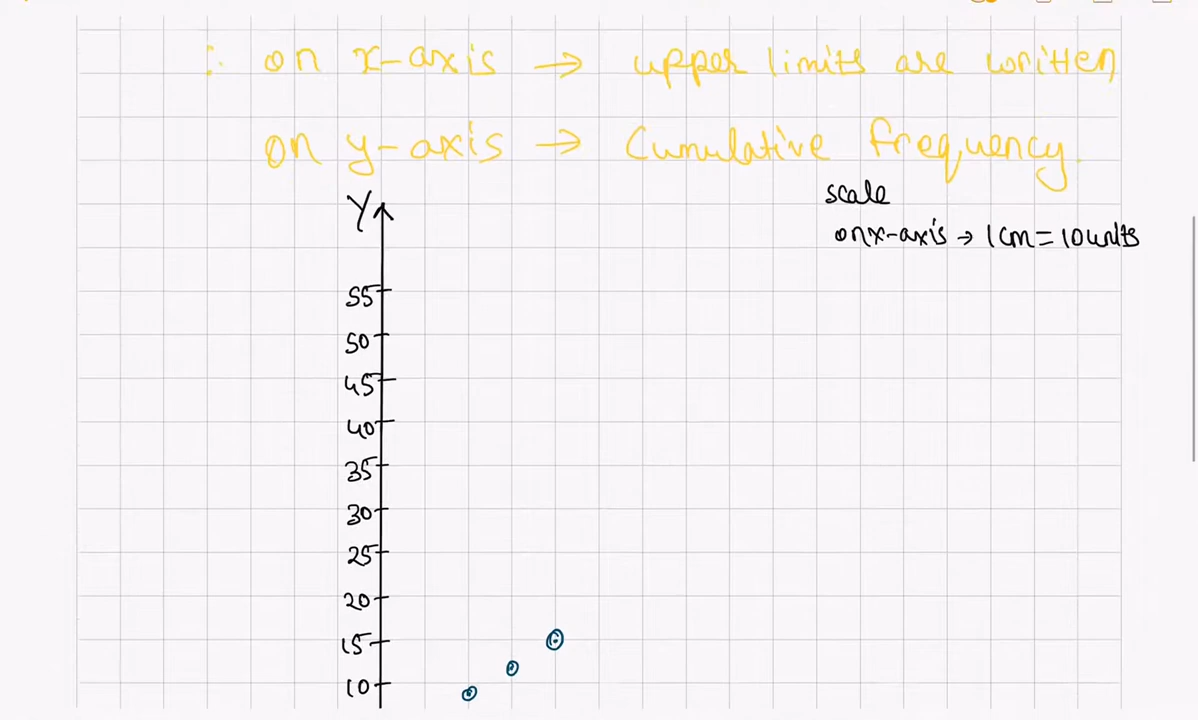 ∴ on x-axis → upper limits are written
on y-axis → Cumulative frequency.
scale
on x-axis → 1cm = 10 units
Y
55
50
45
40
35
30
25
20
15
10